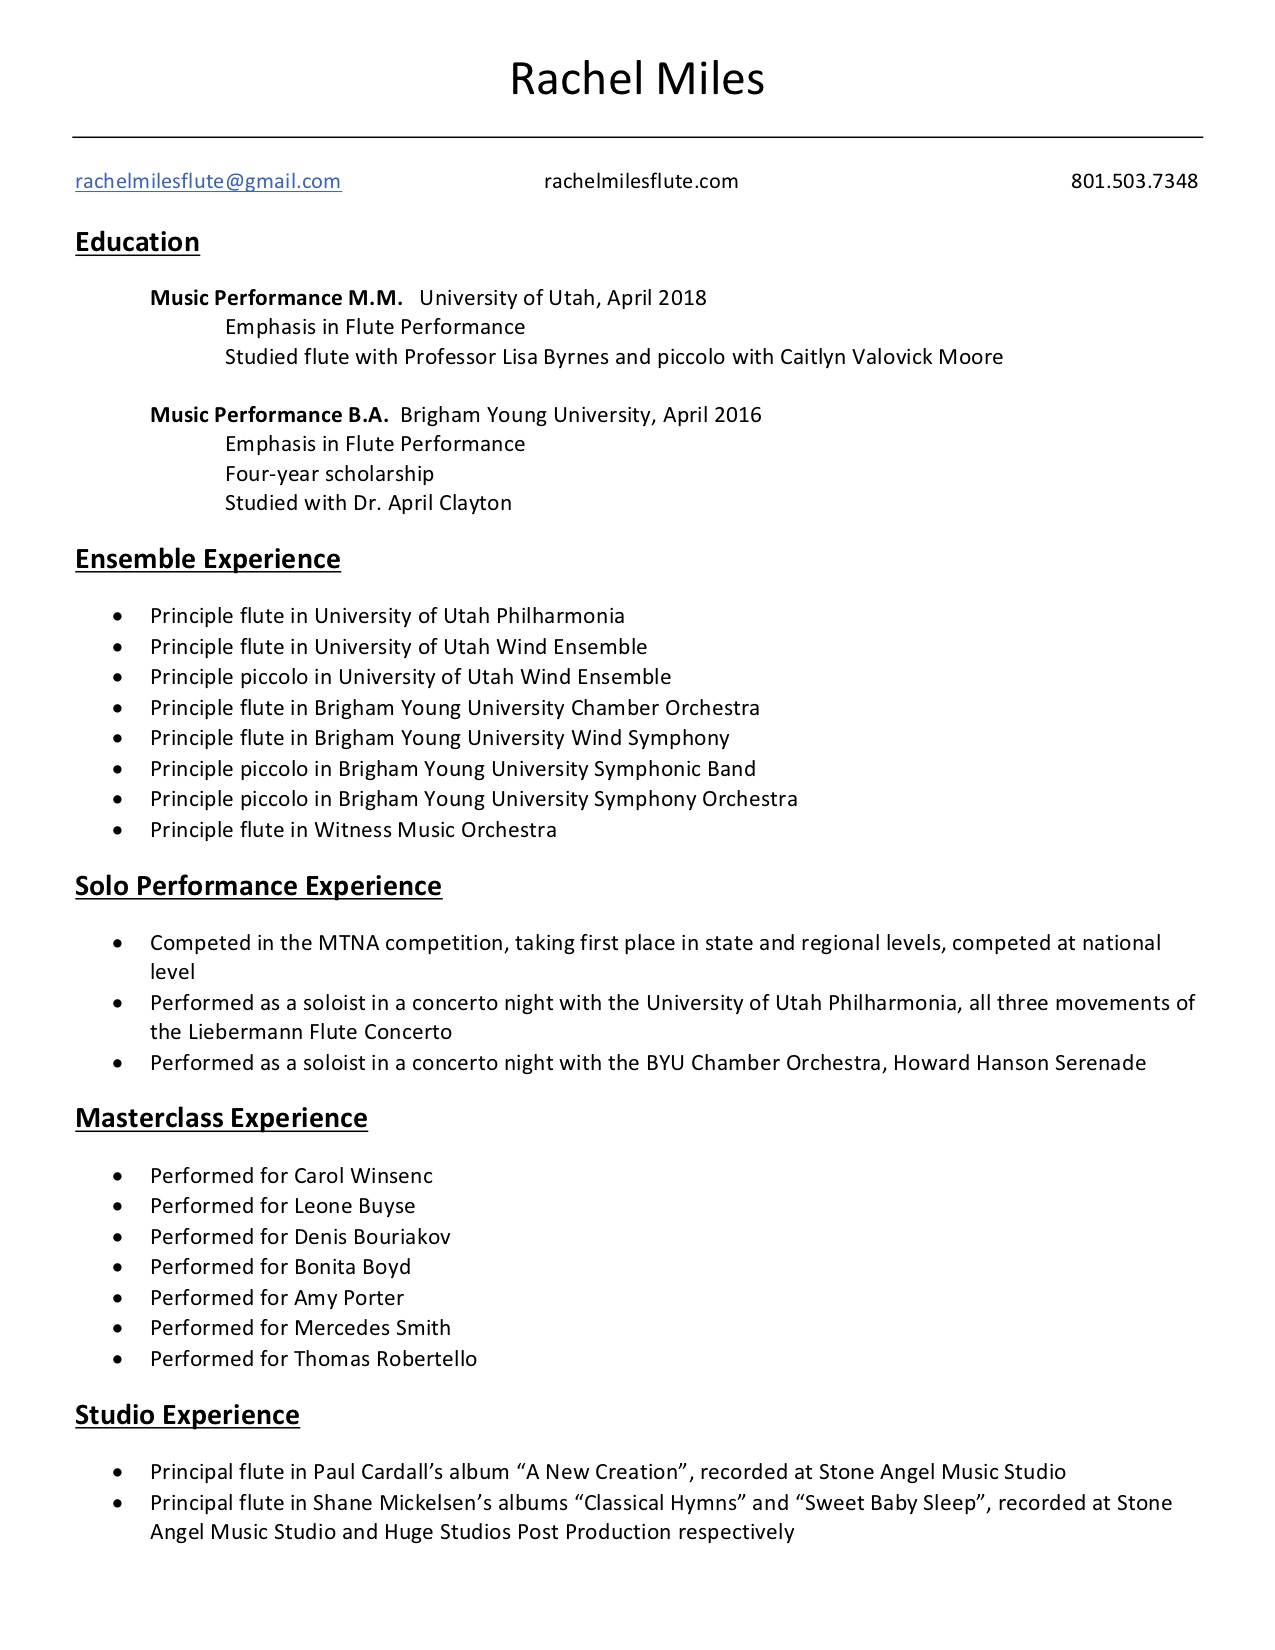 Rachel Miles
rachelmilesflute@gmail.com rachelmilesflute.com 801.503.7348
Education
Music Performance M.M. University of Utah, April 2018
Emphasis in Flute Performance
Studied flute with Professor Lisa Byrnes and piccolo with Caitlyn Valovick Moore
Music Performance B.A. Brigham Young University, April 2016
Emphasis in Flute Performance
Four-year scholarship
Studied with Dr. April Clayton
Ensemble Experience
• Principle flute in University of Utah Philharmonia
• Principle flute in University of Utah Wind Ensemble
• Principle piccolo in University of Utah Wind Ensemble
• Principle flute in Brigham Young University Chamber Orchestra
• Principle flute in Brigham Young University Wind Symphony
• Principle piccolo in Brigham Young University Symphonic Band
• Principle piccolo in Brigham Young University Symphony Orchestra
• Principle flute in Witness Music Orchestra
Solo Performance Experience
• Competed in the MTNA competition, taking first place in state and regional levels, competed at national
level
• Performed as a soloist in a concerto night with the University of Utah Philharmonia, all three movements of
the Liebermann Flute Concerto
• Performed as a soloist in a concerto night with the BYU Chamber Orchestra, Howard Hanson Serenade
Masterclass Experience
• Performed for Carol Winsenc
• Performed for Leone Buyse
• Performed for Denis Bouriakov
• Performed for Bonita Boyd
• Performed for Amy Porter
• Performed for Mercedes Smith
• Performed for Thomas Robertello
Studio Experience
• Principal flute in Paul Cardall’s album “A New Creation”, recorded at Stone Angel Music Studio
• Principal flute in Shane Mickelsen’s albums “Classical Hymns” and “Sweet Baby Sleep”, recorded at Stone
Angel Music Studio and Huge Studios Post Production respectively